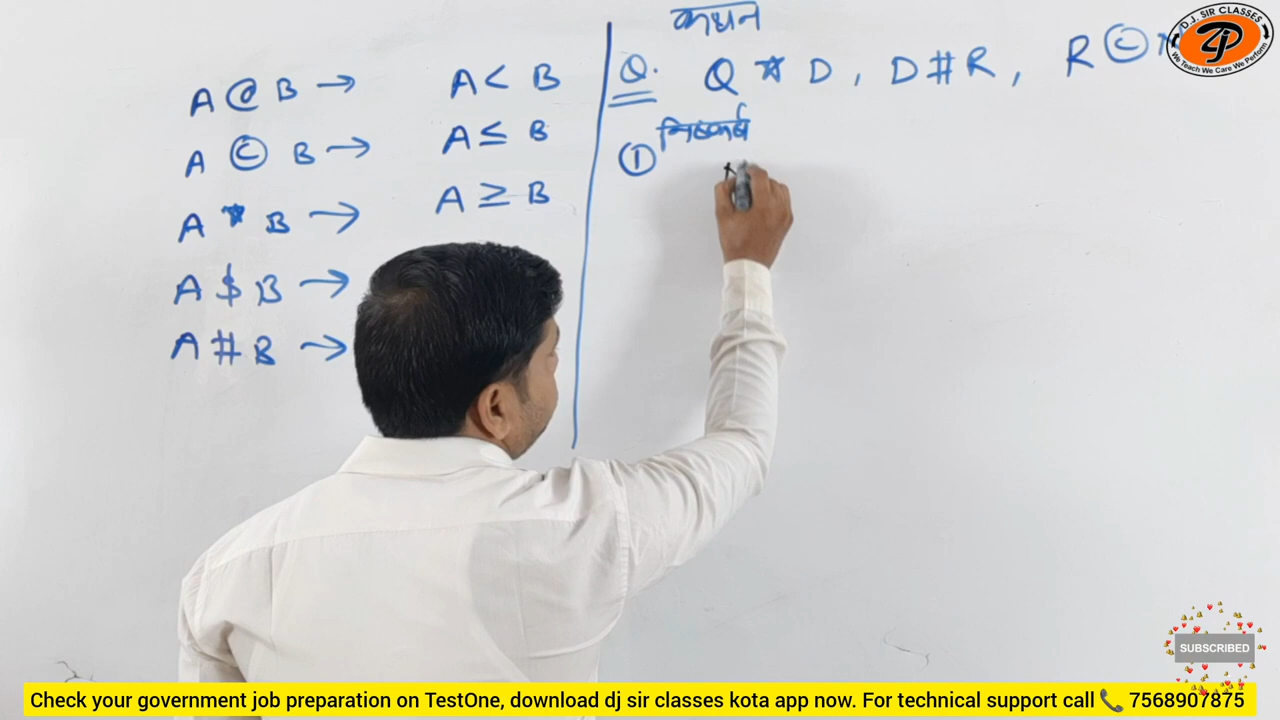 A @ B → A < B
A © B → A ≤ B
A * B → A ≥ B
A $ B →
A # B →
कथन
Q. Q * D , D # R , R ©
निष्कर्ष
①
D.J. SIR CLASSES
We Teach We Care We Perform
SUBSCRIBED
Check your government job preparation on TestOne, download dj sir classes kota app now. For technical support call 📞 7568907875